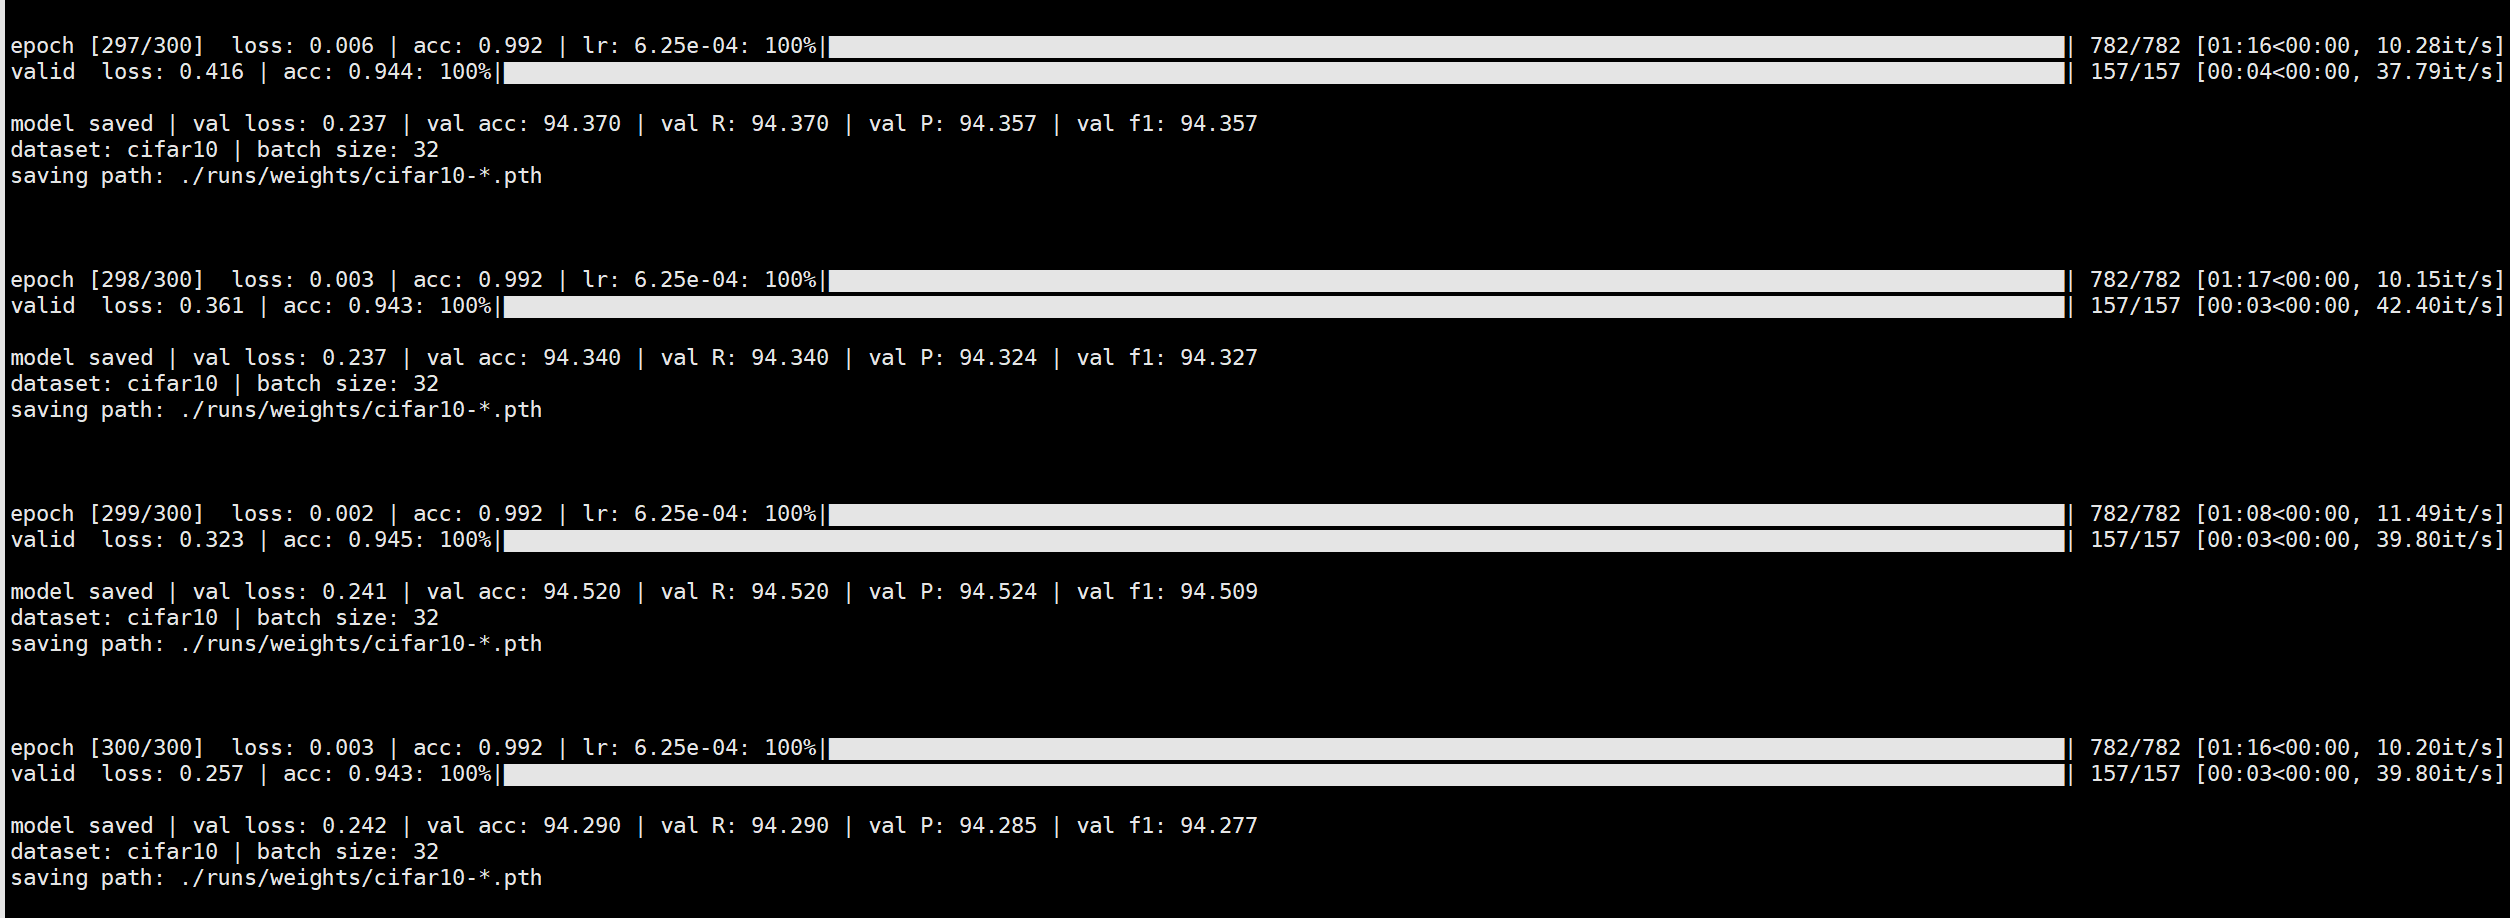 epoch [297/300]  loss: 0.006 | acc: 0.992 | lr: 6.25e-04: 100%|██████████| 782/782 [01:16<00:00, 10.28it/s]
valid  loss: 0.416 | acc: 0.944: 100%|██████████| 157/157 [00:04<00:00, 37.79it/s]
model saved | val loss: 0.237 | val acc: 94.370 | val R: 94.370 | val P: 94.357 | val f1: 94.357
dataset: cifar10 | batch size: 32
saving path: ./runs/weights/cifar10-*.pth
epoch [298/300]  loss: 0.003 | acc: 0.992 | lr: 6.25e-04: 100%|██████████| 782/782 [01:17<00:00, 10.15it/s]
valid  loss: 0.361 | acc: 0.943: 100%|██████████| 157/157 [00:03<00:00, 42.40it/s]
model saved | val loss: 0.237 | val acc: 94.340 | val R: 94.340 | val P: 94.324 | val f1: 94.327
dataset: cifar10 | batch size: 32
saving path: ./runs/weights/cifar10-*.pth
epoch [299/300]  loss: 0.002 | acc: 0.992 | lr: 6.25e-04: 100%|██████████| 782/782 [01:08<00:00, 11.49it/s]
valid  loss: 0.323 | acc: 0.945: 100%|██████████| 157/157 [00:03<00:00, 39.80it/s]
model saved | val loss: 0.241 | val acc: 94.520 | val R: 94.520 | val P: 94.524 | val f1: 94.509
dataset: cifar10 | batch size: 32
saving path: ./runs/weights/cifar10-*.pth
epoch [300/300]  loss: 0.003 | acc: 0.992 | lr: 6.25e-04: 100%|██████████| 782/782 [01:16<00:00, 10.20it/s]
valid  loss: 0.257 | acc: 0.943: 100%|██████████| 157/157 [00:03<00:00, 39.80it/s]
model saved | val loss: 0.242 | val acc: 94.290 | val R: 94.290 | val P: 94.285 | val f1: 94.277
dataset: cifar10 | batch size: 32
saving path: ./runs/weights/cifar10-*.pth